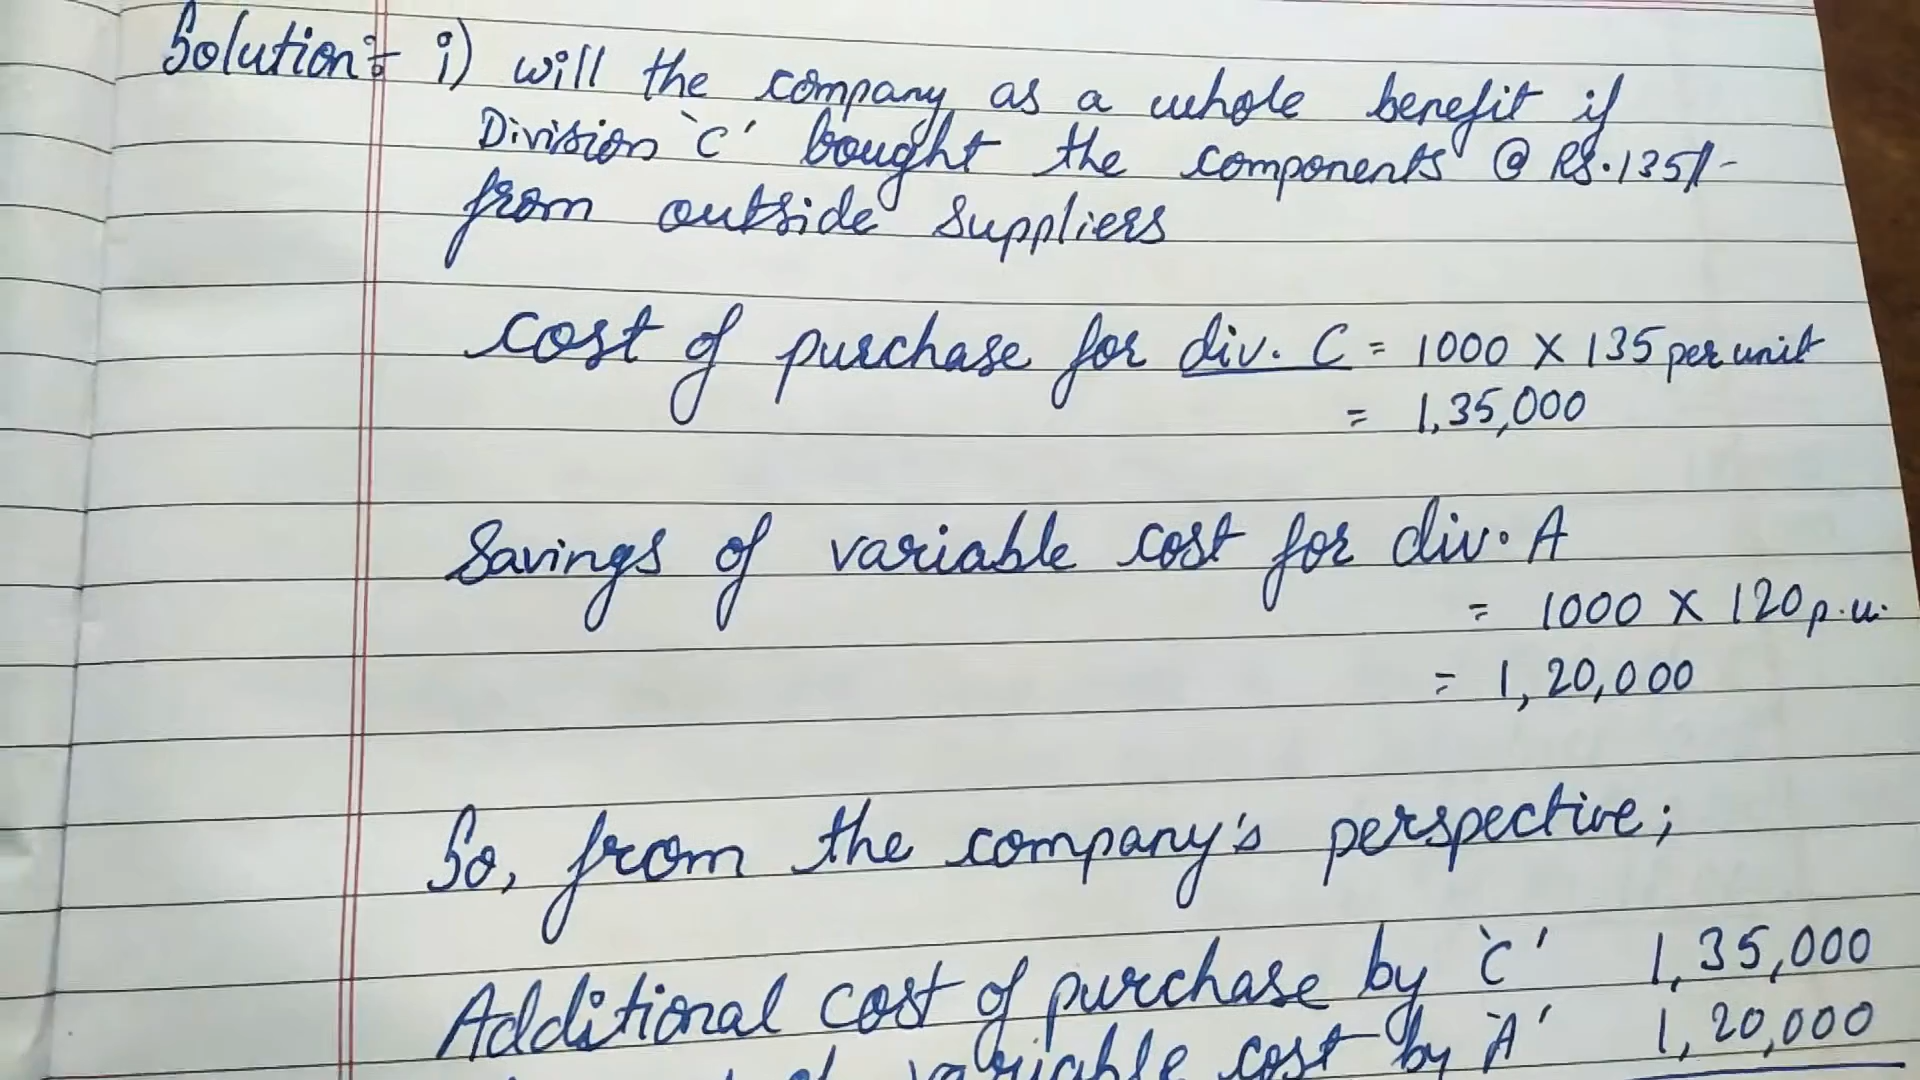 Solution:- i) will the company as a whole benefit if
Division 'C' bought the components @ Rs.135/-
from outside suppliers
cost of purchase for div. C = 1000 X 135 per unit
= 1,35,000
Savings of variable cost for div. A
= 1000 X 120 p.u.
= 1,20,000
So, from the company's perspective;
Additional cost of purchase by 'C' 1,35,000
variable cost by 'A' 1,20,000